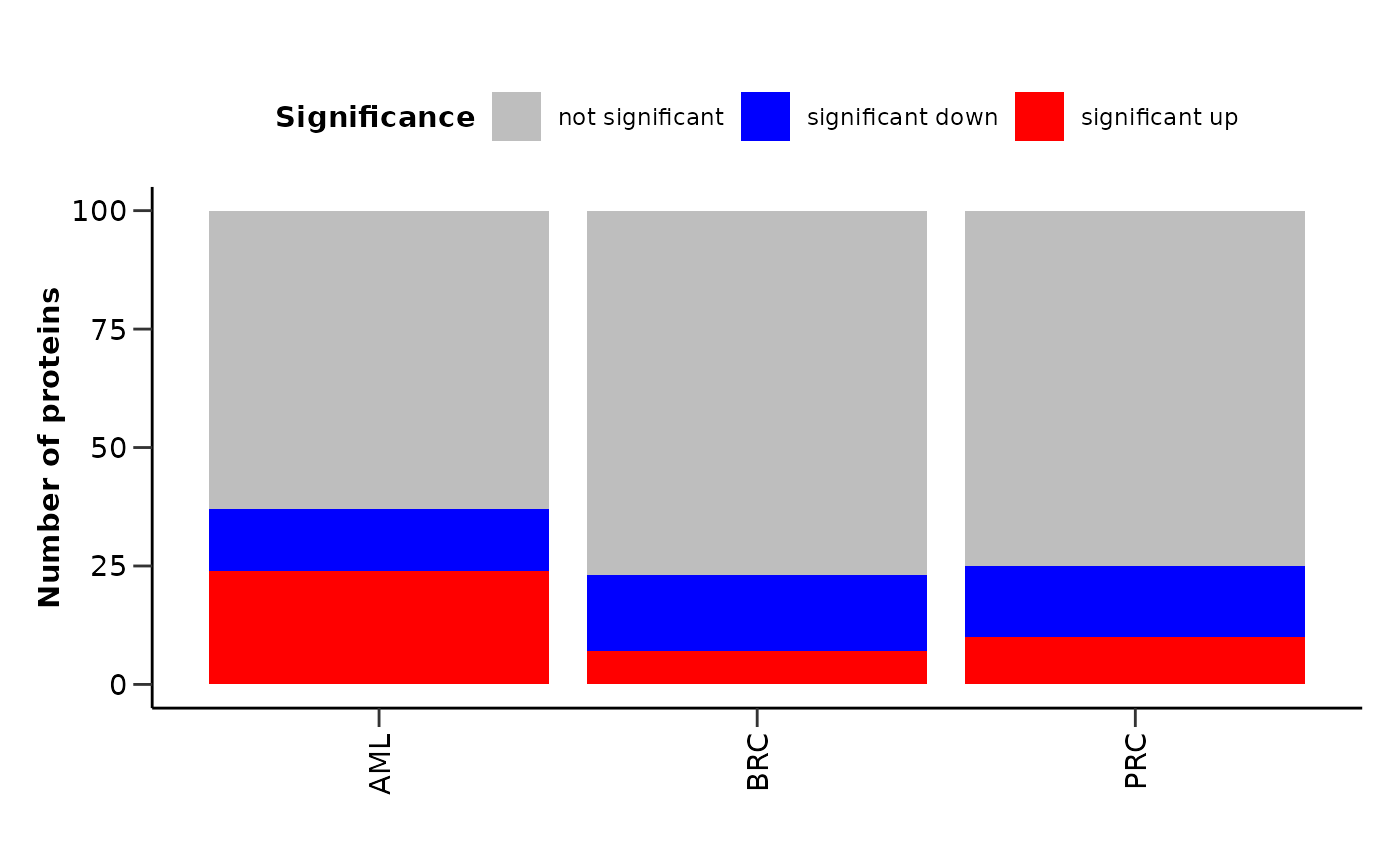 Significance not significant significant down significant up
Number of proteins
100
75
50
25
0
AML
BRC
PRC